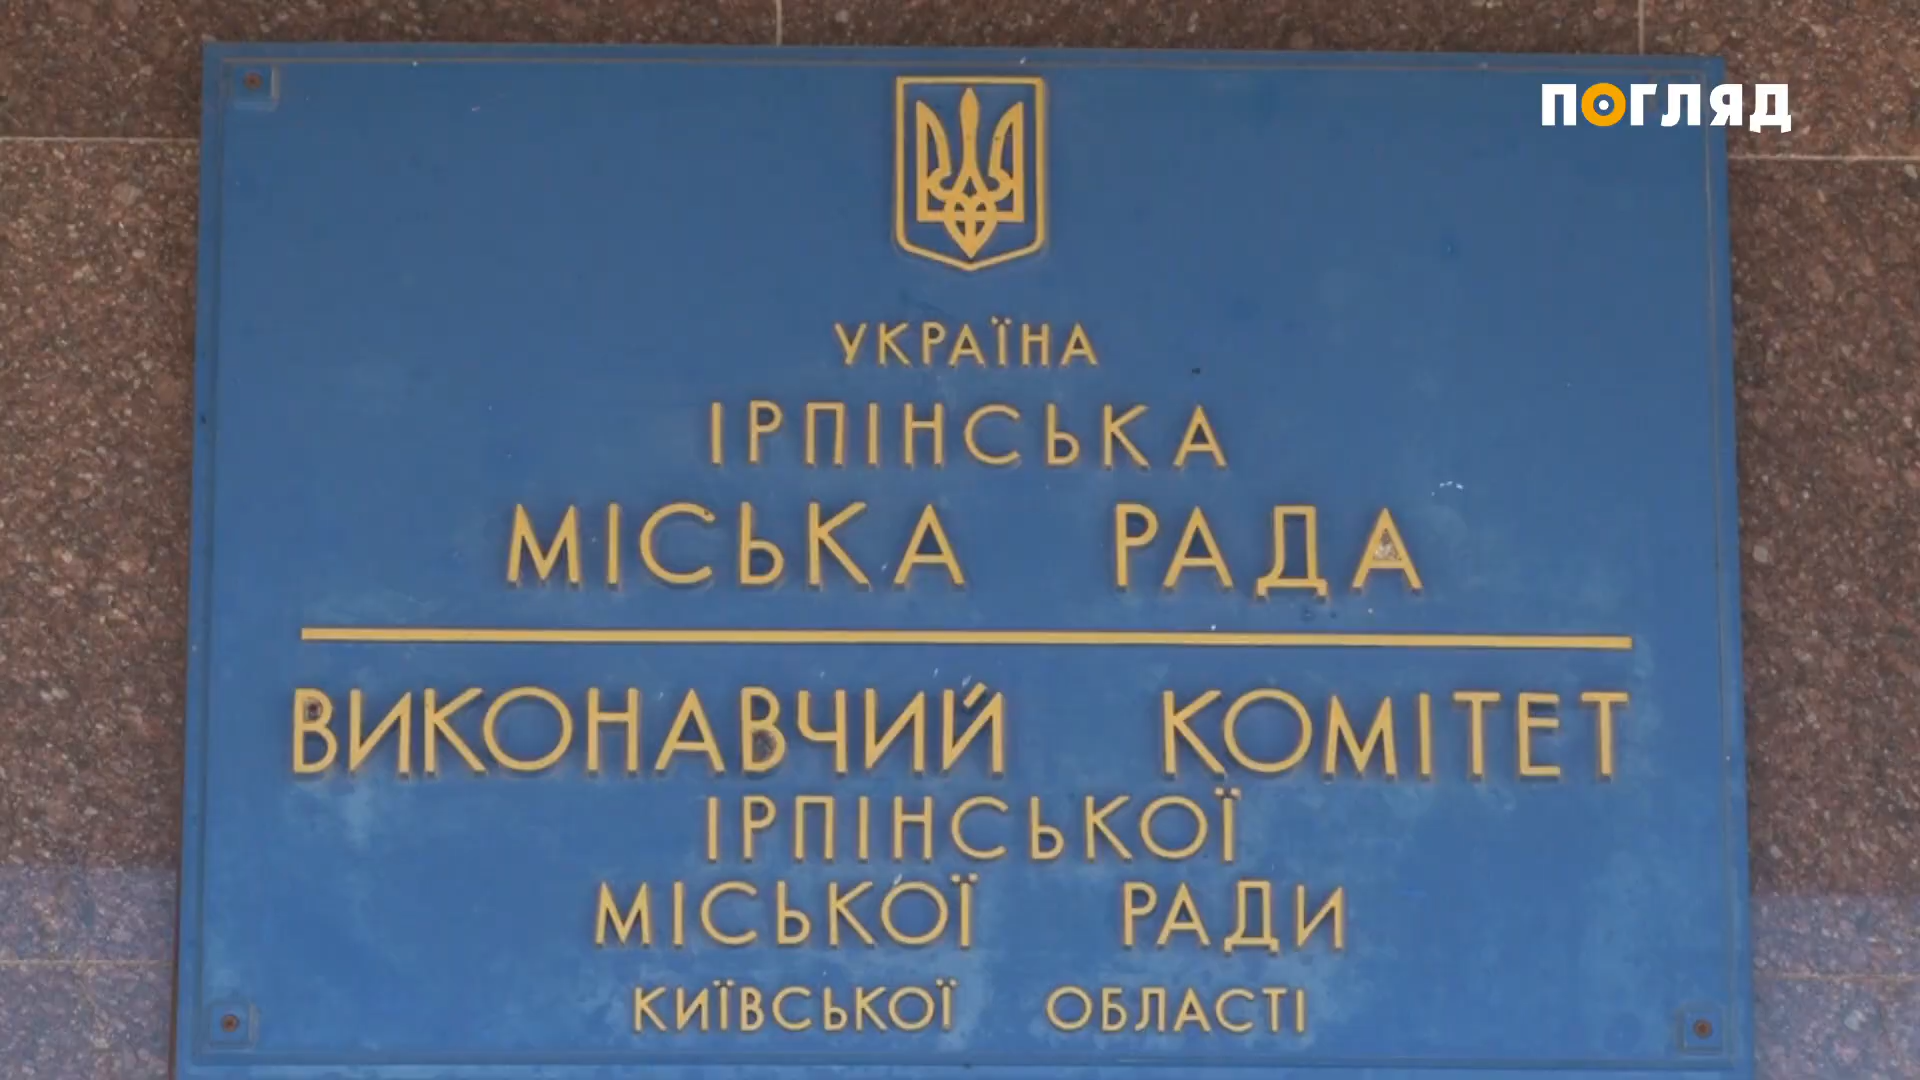 ПОГЛЯД
УКРАЇНА
ІРПІНСЬКА
МІСЬКА РАДА
ВИКОНАВЧИЙ КОМІТЕТ
ІРПІНСЬКОЇ
МІСЬКОЇ РАДИ
КИЇВСЬКОЇ ОБЛАСТІ